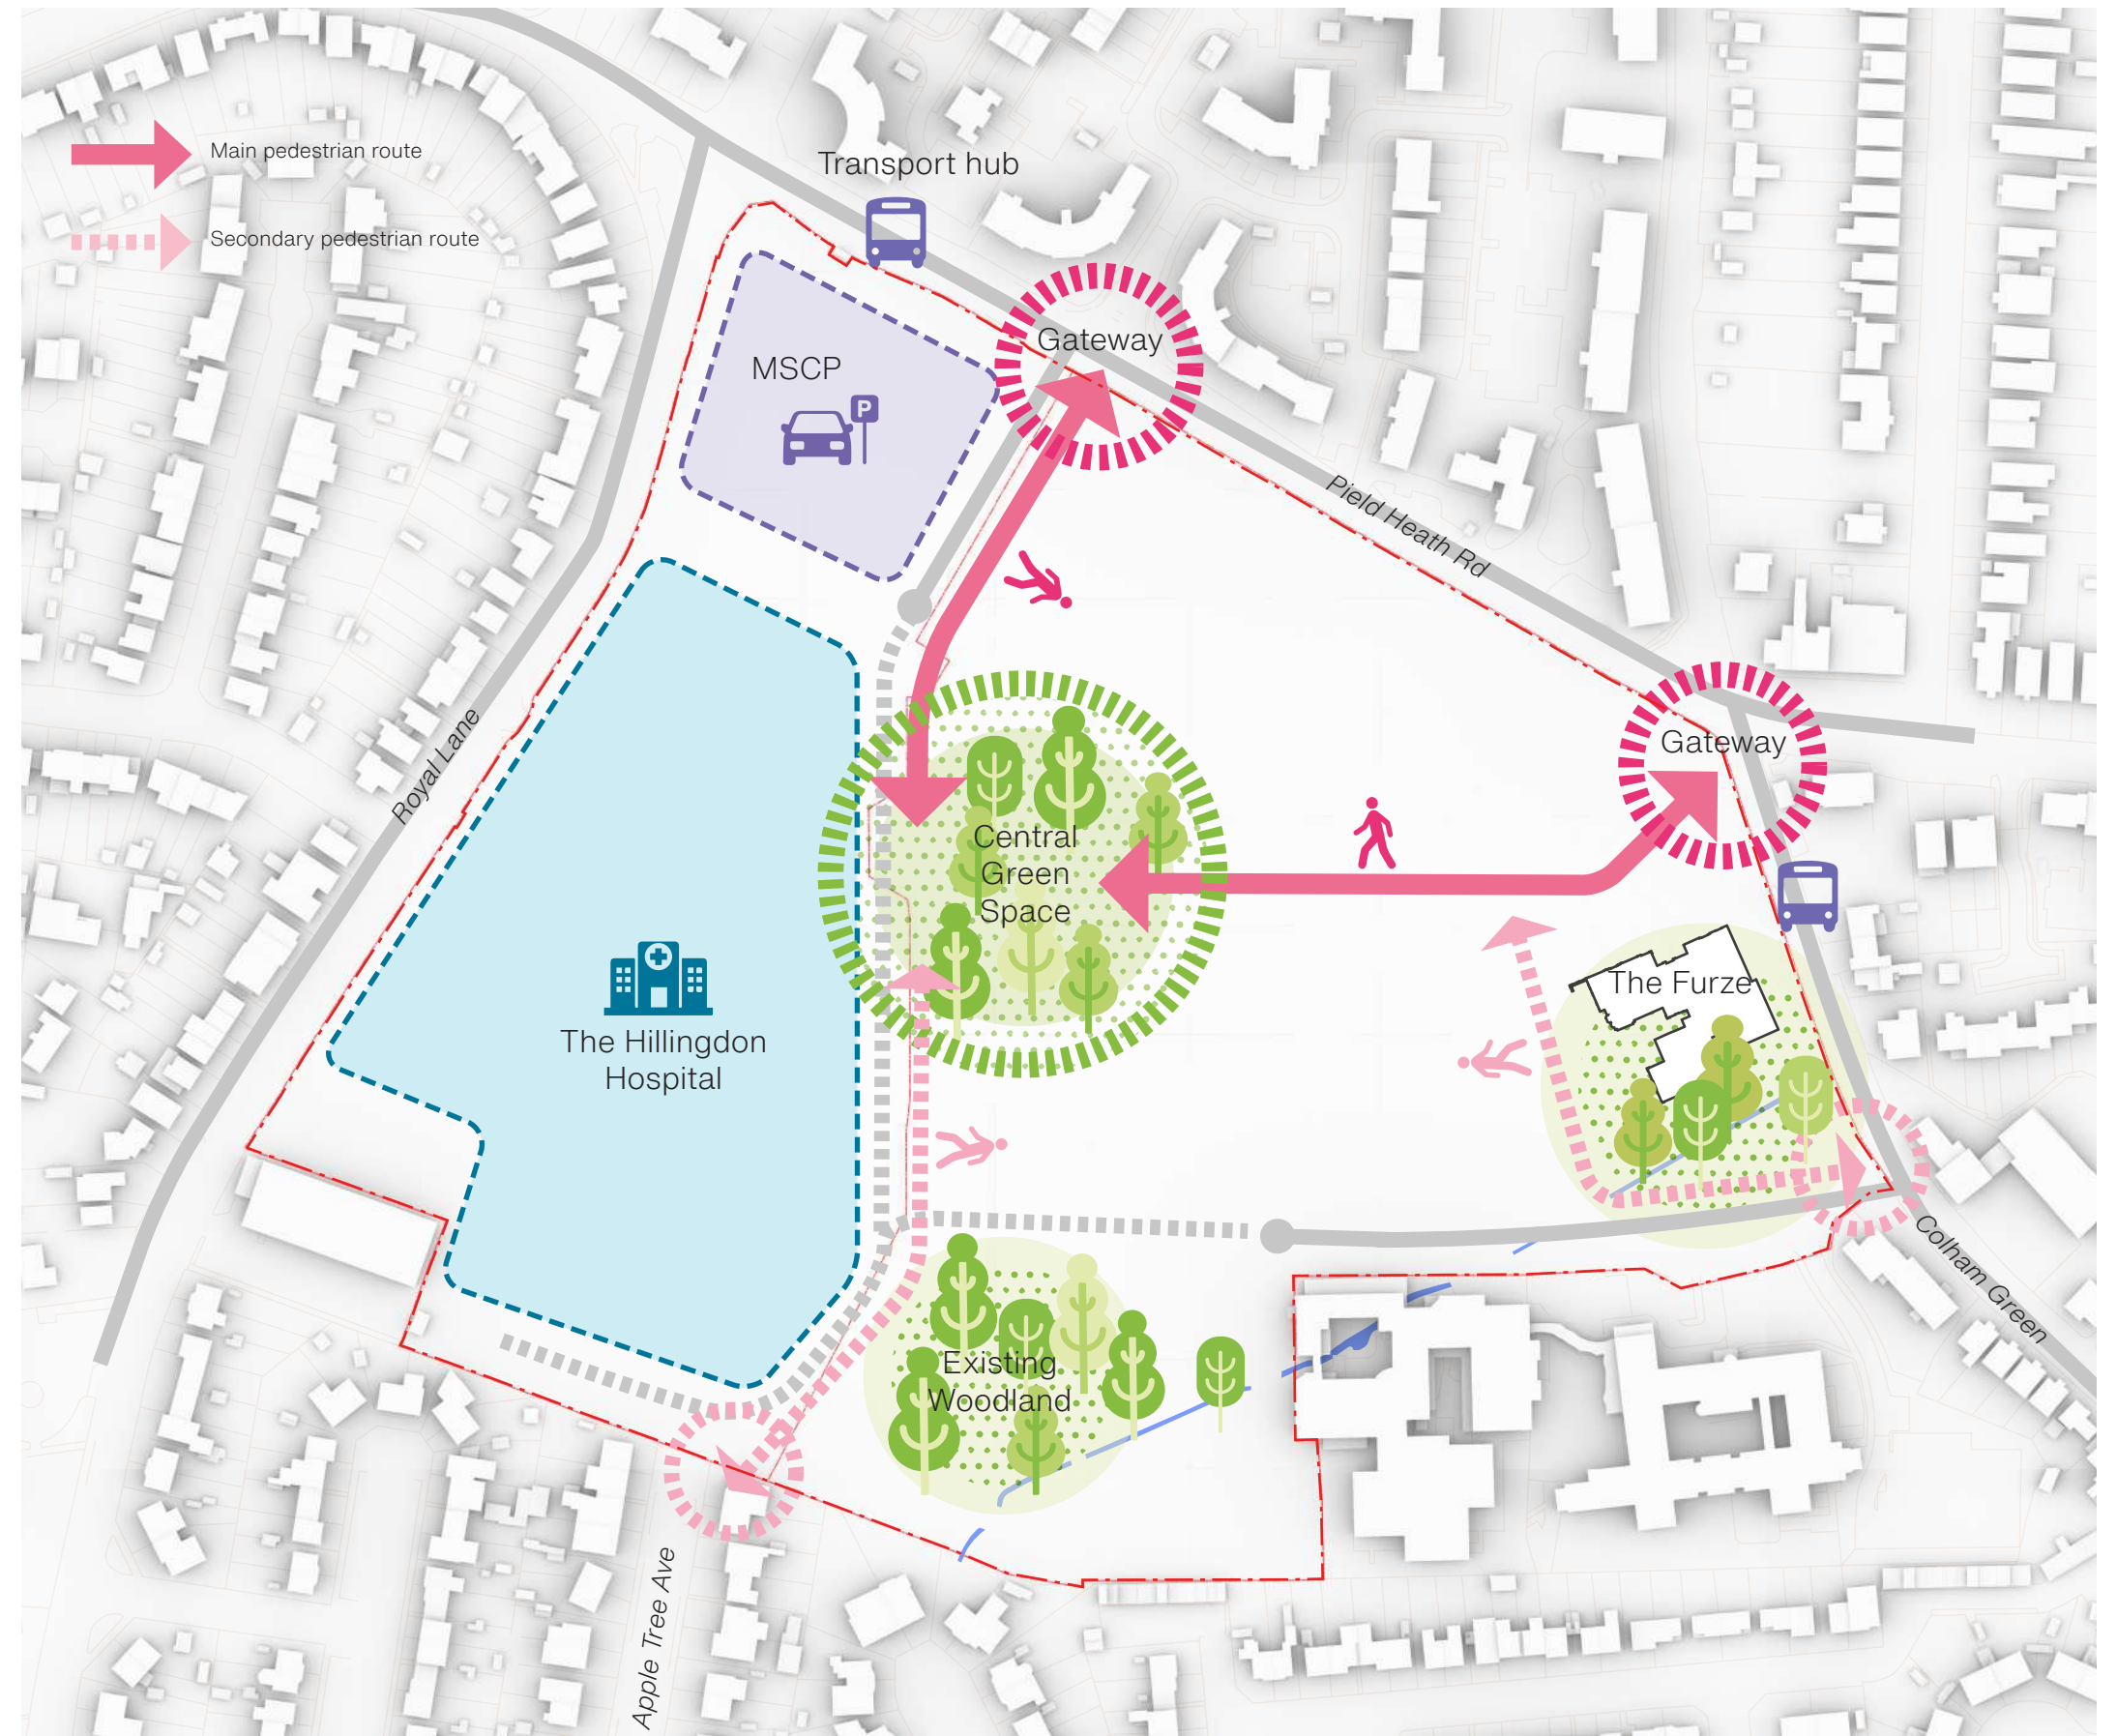 Main pedestrian route
Secondary pedestrian route
Transport hub
Gateway
MSCP
P
Pield Heath Rd
Gateway
Royal Lane
Central
Green
Space
The Furze
The Hillingdon
Hospital
Colham Green
Existing
Woodland
Apple Tree Ave